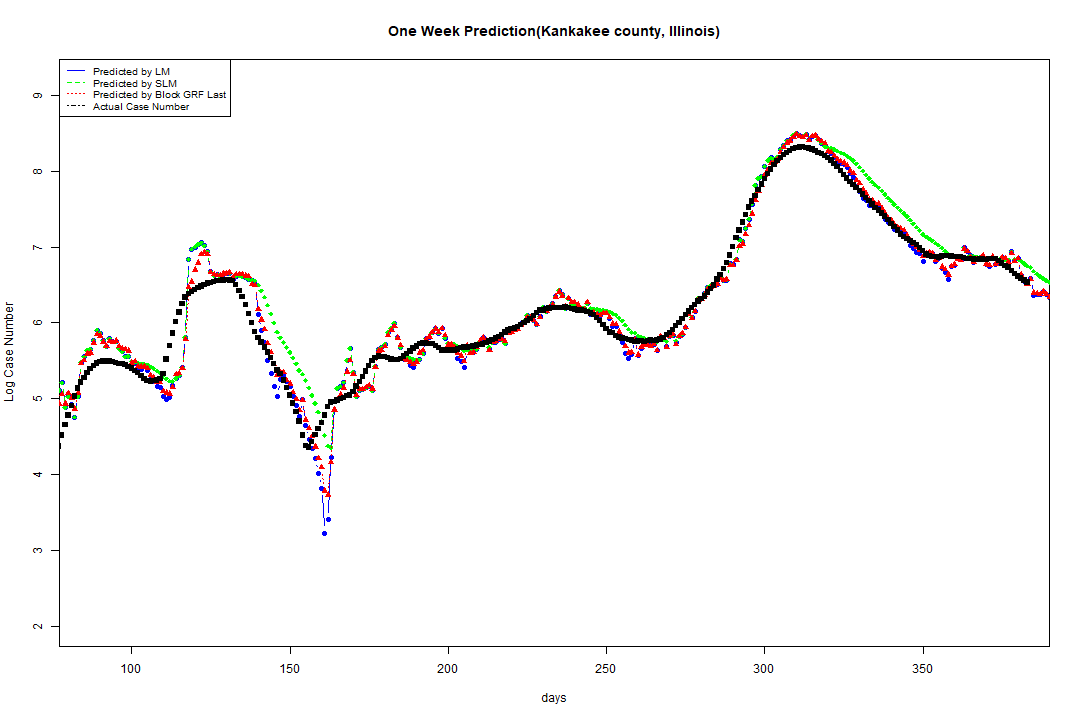 One Week Prediction(Kankakee county, Illinois)
Predicted by LM
Predicted by SLM
Predicted by Block GRF Last
Actual Case Number
Log Case Number
9
8
7
6
5
4
3
2
100 150 200 250 300 350
days